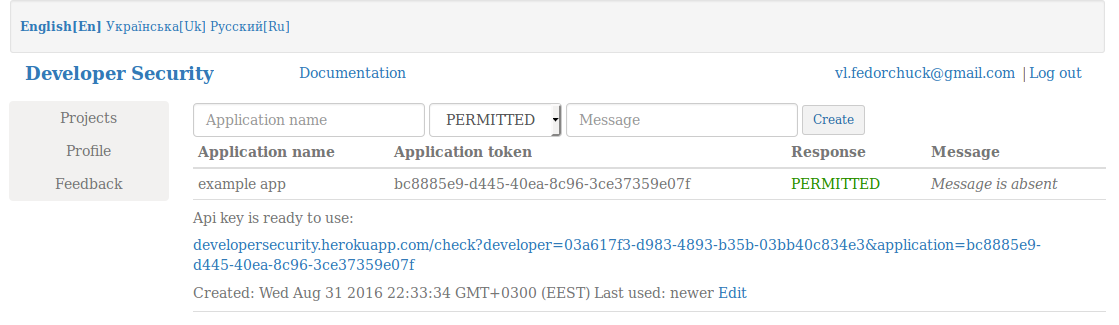 English[En] Українська[Uk] Русский[Ru]
Developer Security Documentation vl.fedorchuck@gmail.com | Log out
Projects
Profile
Feedback
Application name PERMITTED Message Create
Application name Application token Response Message
example app bc8885e9-d445-40ea-8c96-3ce37359e07f PERMITTED Message is absent
Api key is ready to use:
developersecurity.herokuapp.com/check?developer=03a617f3-d983-4893-b35b-03bb40c834e3&application=bc8885e9-
d445-40ea-8c96-3ce37359e07f
Created: Wed Aug 31 2016 22:33:34 GMT+0300 (EEST) Last used: newer Edit